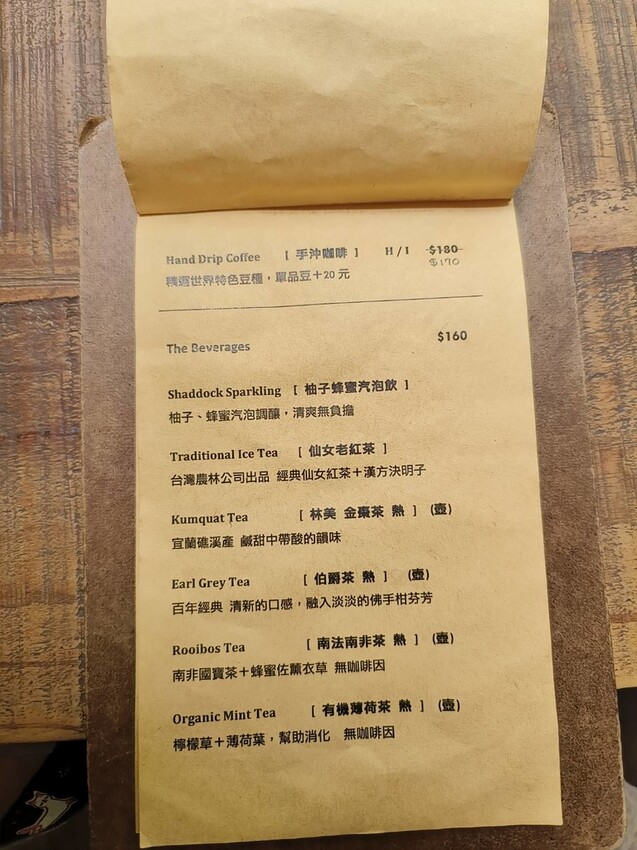 Hand Drip Coffee [ 手沖咖啡 ] H / I $180
$170
精選世界特色豆種，單品豆＋20 元
The Beverages $160
Shaddock Sparkling [ 柚子蜂蜜汽泡飲 ]
柚子、蜂蜜汽泡調釀，清爽無負擔
Traditional Ice Tea [ 仙女老紅茶 ]
台灣農林公司出品 經典仙女紅茶＋漢方決明子
Kumquat Tea [ 林美 金棗茶 熱 ] (壺)
宜蘭礁溪產 鹹甜中帶酸的韻味
Earl Grey Tea [ 伯爵茶 熱 ] (壺)
百年經典 清新的口感，融入淡淡的佛手柑芬芳
Rooibos Tea [ 南法南非茶 熱 ] (壺)
南非國寶茶＋蜂蜜佐薰衣草 無咖啡因
Organic Mint Tea [ 有機薄荷茶 熱 ] (壺)
檸檬草＋薄荷葉，幫助消化 無咖啡因